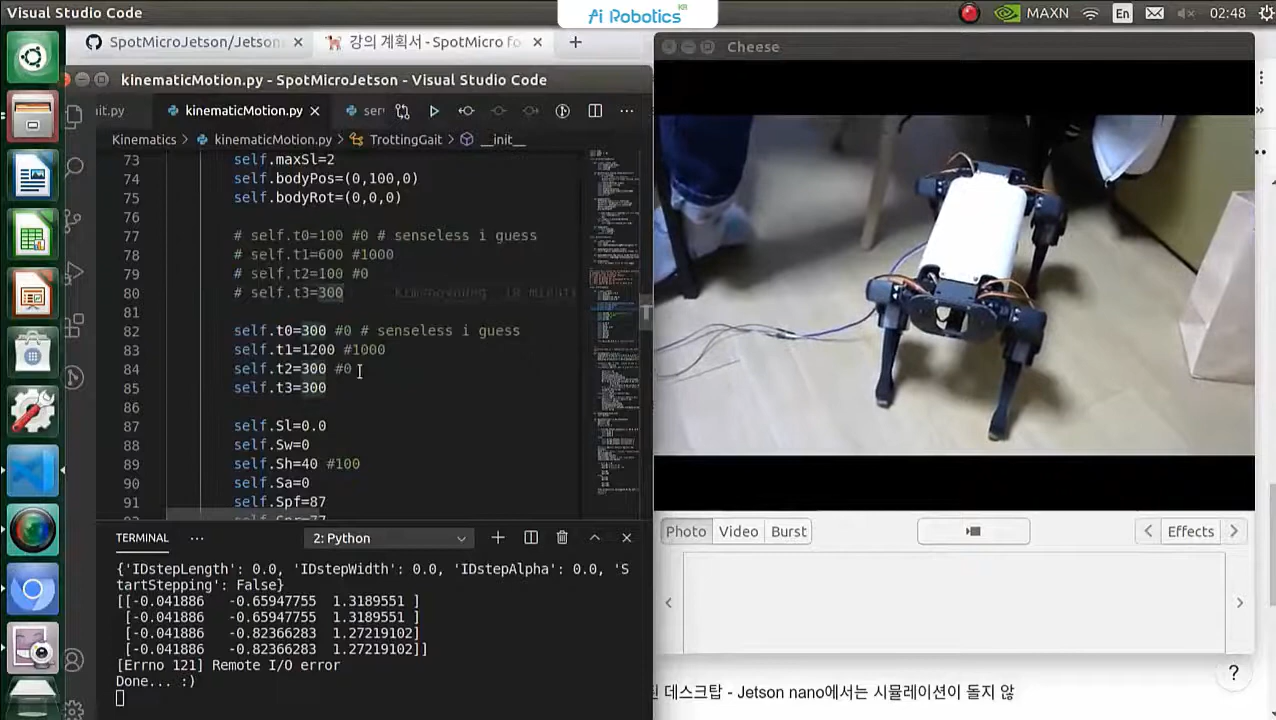 Visual Studio Code
Ai Robotics KR
MAXN
En
02:48
SpotMicroJetson/Jetson
강의 계획서 - SpotMicro fo
kinematicMotion.py - SpotMicroJetson - Visual Studio Code
Cheese
nit.py
kinematicMotion.py
ser
Kinematics
kinematicMotion.py
TrottingGait
__init__
73 self.maxSl=2
74 self.bodyPos=(0,100,0)
75 self.bodyRot=(0,0,0)
76
77 # self.t0=100 #0 # senseless i guess
78 # self.t1=600 #1000
79 # self.t2=100 #0
80 # self.t3=300
81
82 self.t0=300 #0 # senseless i guess
83 self.t1=1200 #1000
84 self.t2=300 #0
85 self.t3=300
86
87 self.Sl=0.0
88 self.Sw=0
89 self.Sh=40 #100
90 self.Sa=0
91 self.Spf=87
TERMINAL
2: Python
{'IDstepLength': 0.0, 'IDstepWidth': 0.0, 'IDstepAlpha': 0.0, 'S
tartStepping': False}
[[-0.041886 -0.65947755 1.3189551 ]
[-0.041886 -0.65947755 1.3189551 ]
[-0.041886 -0.82366283 1.27219102]
[-0.041886 -0.82366283 1.27219102]]
[Errno 121] Remote I/O error
Done... :)
Photo
Video
Burst
Effects
데스크탑 - Jetson nano에서는 시뮬레이션이 돌지 않